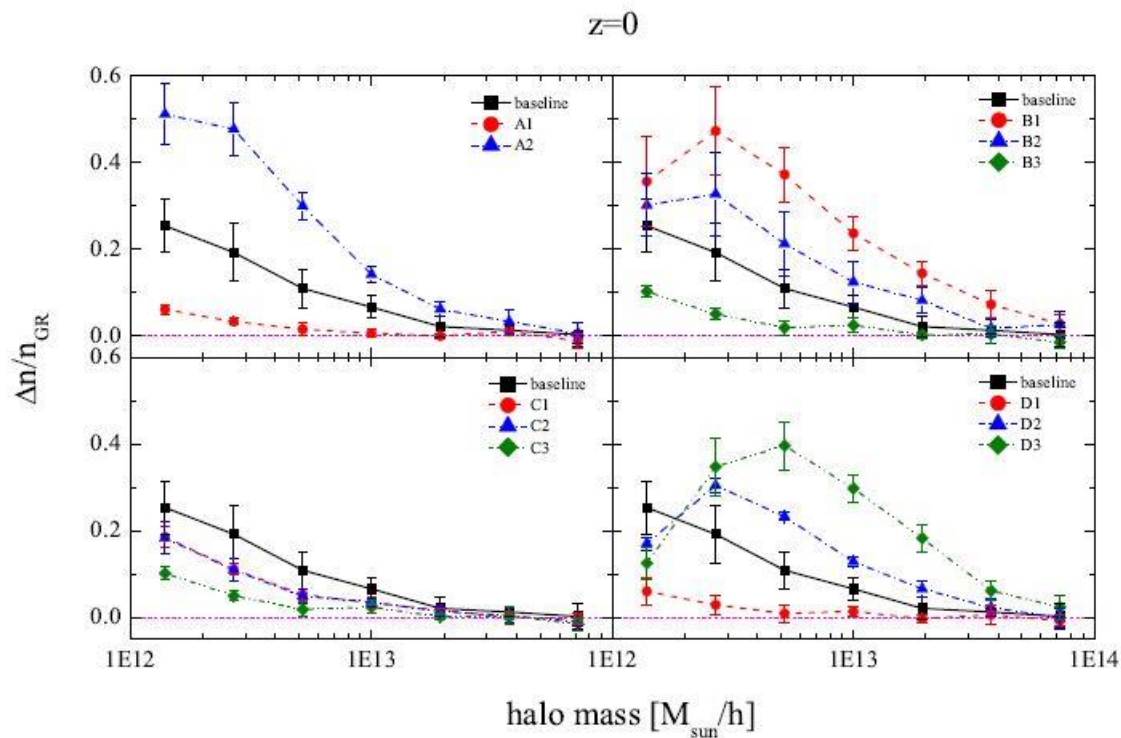 z=0
Δn/n_GR
0.6
0.4
0.2
0.0
baseline
A1
A2
baseline
B1
B2
B3
0.6
0.4
0.2
0.0
baseline
C1
C2
C3
baseline
D1
D2
D3
1E12
1E13
1E12
1E13
1E14
halo mass [M_sun/h]